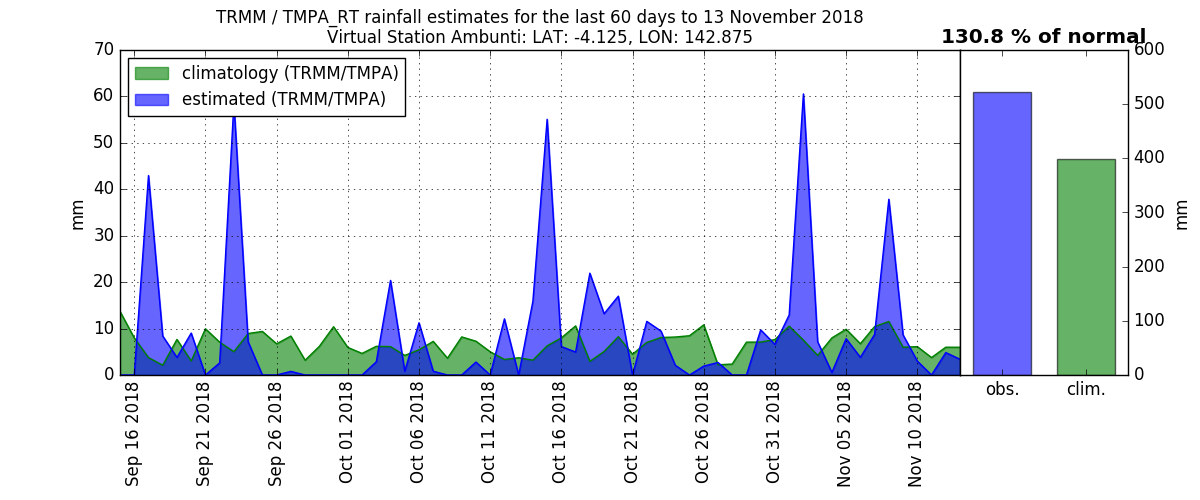 TRMM / TMPA_RT rainfall estimates for the last 60 days to 13 November 2018
Virtual Station Ambunti: LAT: -4.125, LON: 142.875
130.8 % of normal
climatology (TRMM/TMPA)
estimated (TRMM/TMPA)
70
60
50
40
30
20
10
0
mm
Sep 16 2018
Sep 21 2018
Sep 26 2018
Oct 01 2018
Oct 06 2018
Oct 11 2018
Oct 16 2018
Oct 21 2018
Oct 26 2018
Oct 31 2018
Nov 05 2018
Nov 10 2018
obs.
clim.
600
500
400
300
200
100
0
mm